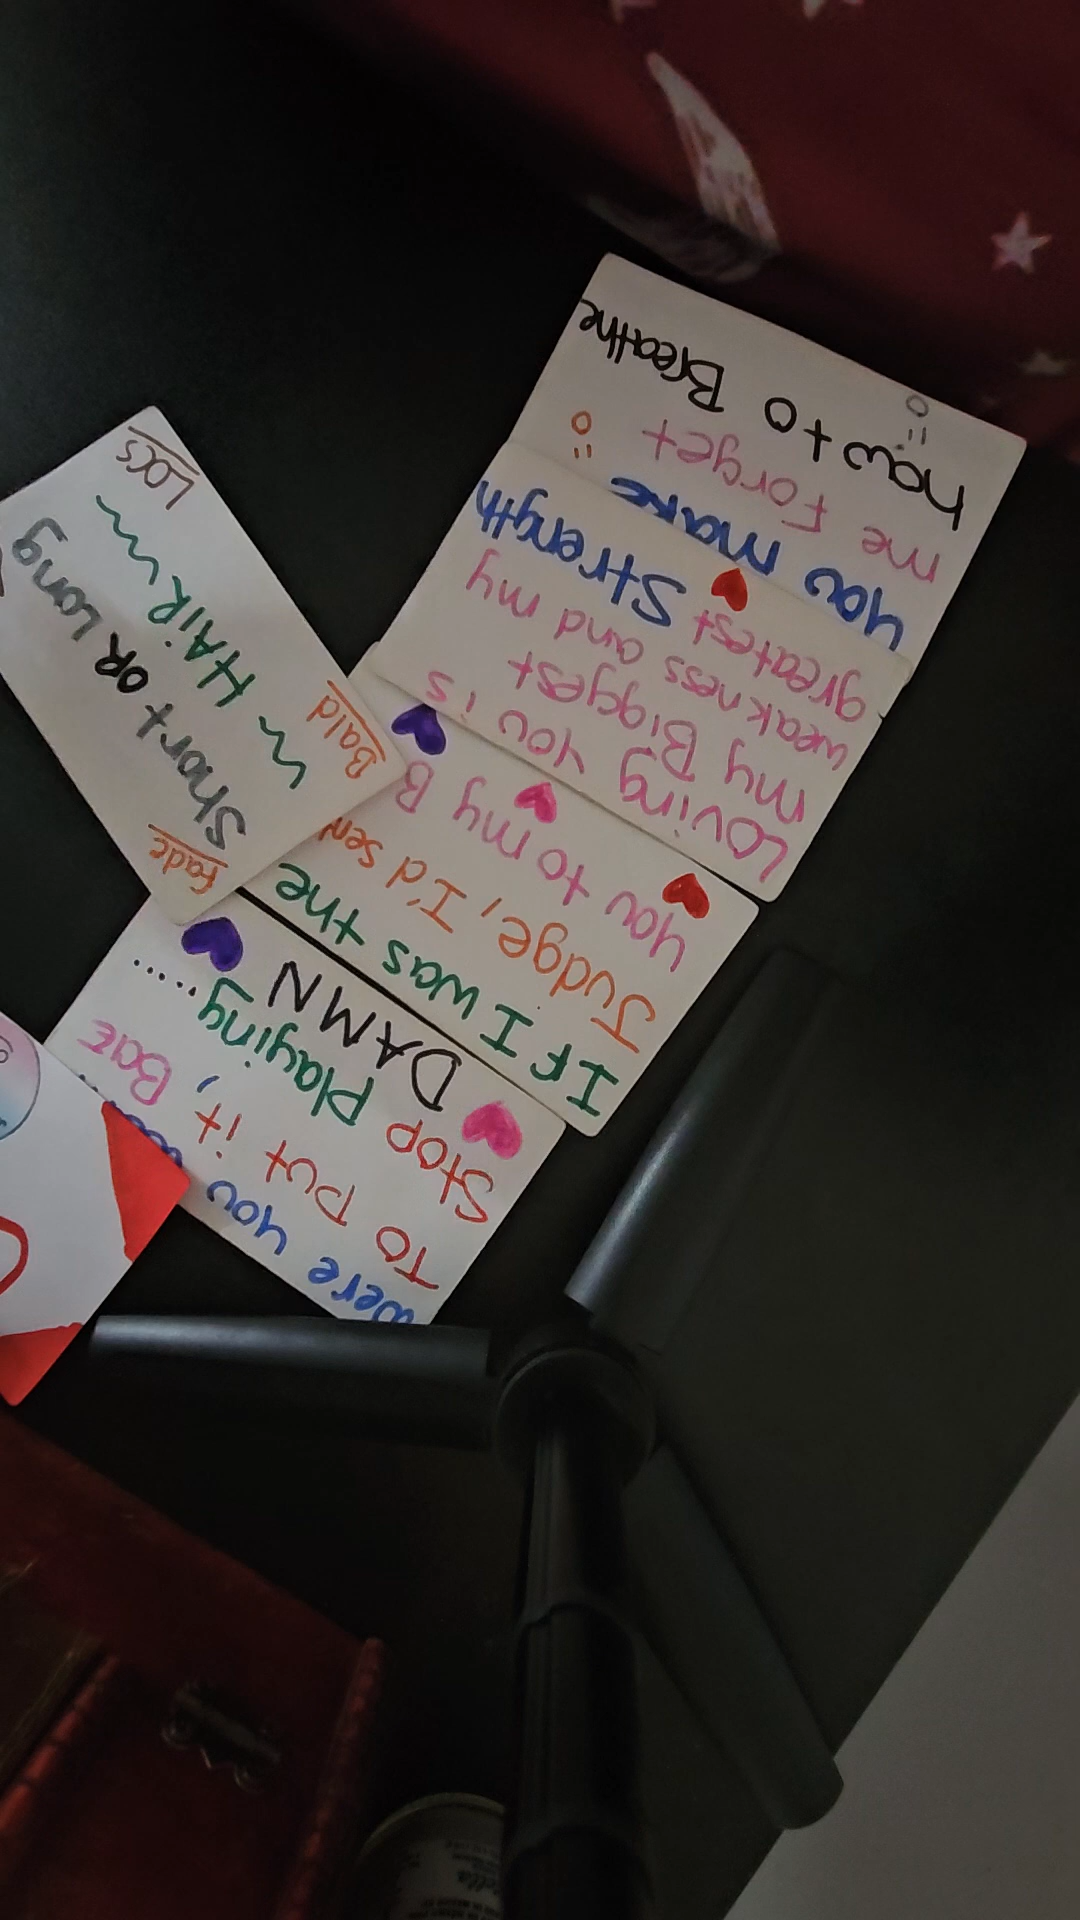 you make
me Forget
how to Breathe
Loving you is
my Biggest
weakness and my
greatest Strength
If I was the
Judge, I'd
you to my B
DAMN
Stop playing.....
were you
To put it, BaE
Fade
Bald
Locs
Short OR Long
HAiR